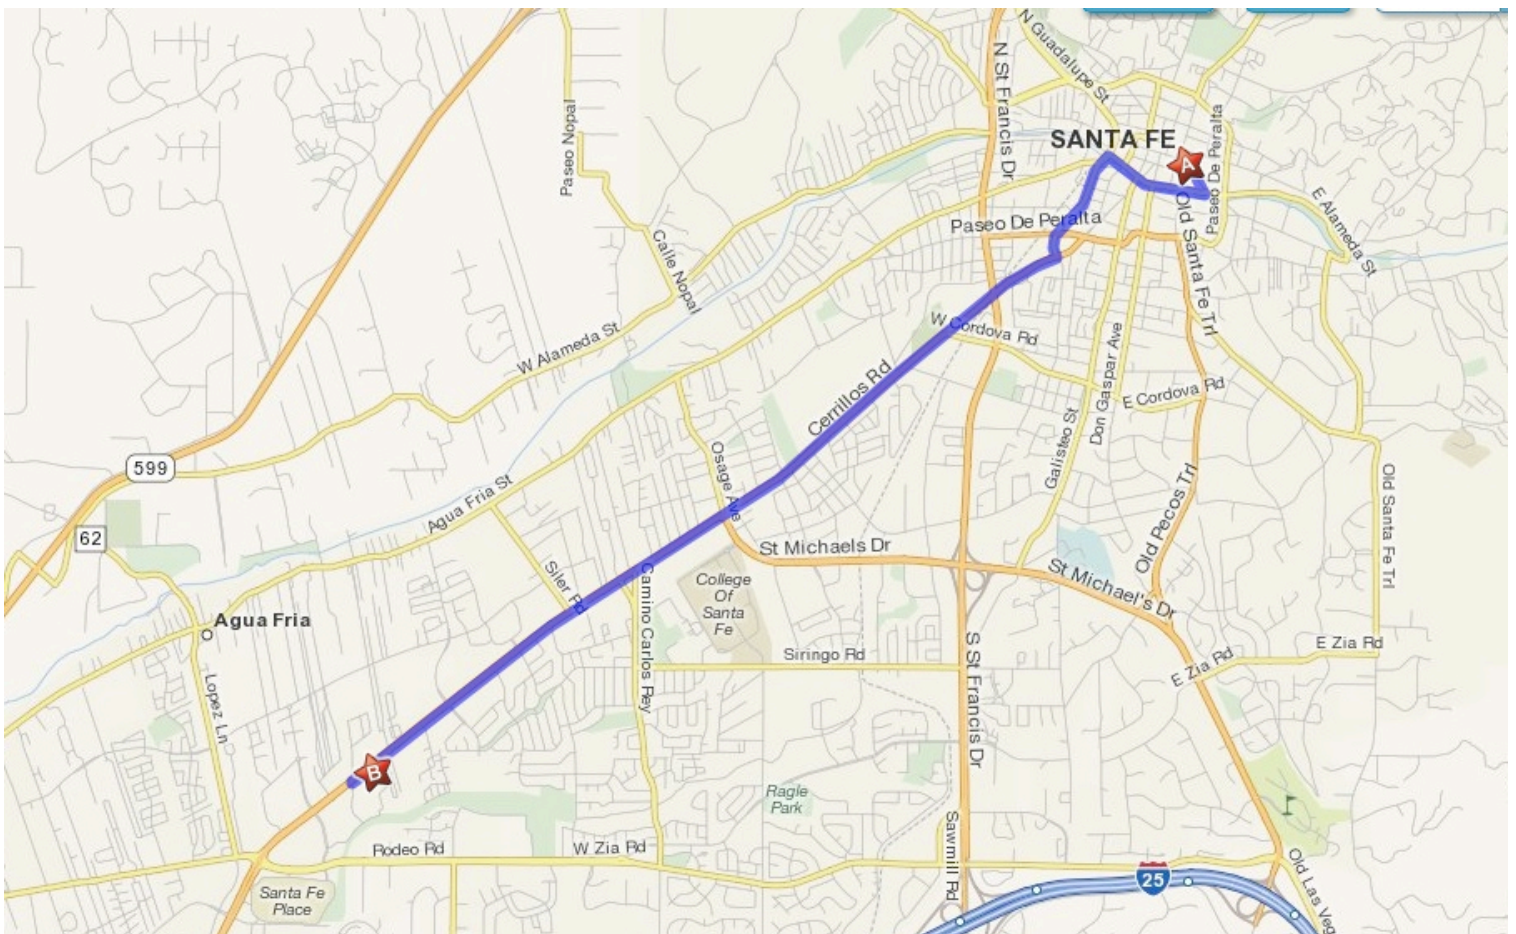 N Guadalupe St
N St Francis Dr
SANTA FE
A
Paseo De Peralta
Paseo Nopal
E Alameda St
Paseo De Peralta
Old Santa Fe Trl
Calle Nopal
W Alameda St
W Cordova Rd
Don Gaspar Ave
E Cordova Rd
Cerrillos Rd
Galisteo St
Osage Ave
599
Agua Fria St
Old Pecos Trl
Old Santa Fe Trl
62
St Michaels Dr
Siler Rd
Camino Carlos Rey
College
Of
Santa
Fe
St Michael's Dr
Agua Fria
S St Francis Dr
Siringo Rd
E Zia Rd
E Zia Rd
Lopez Ln
B
Ragle
Park
Sawmill Rd
Rodeo Rd
W Zia Rd
25
Old Las Veg
Santa Fe
Place